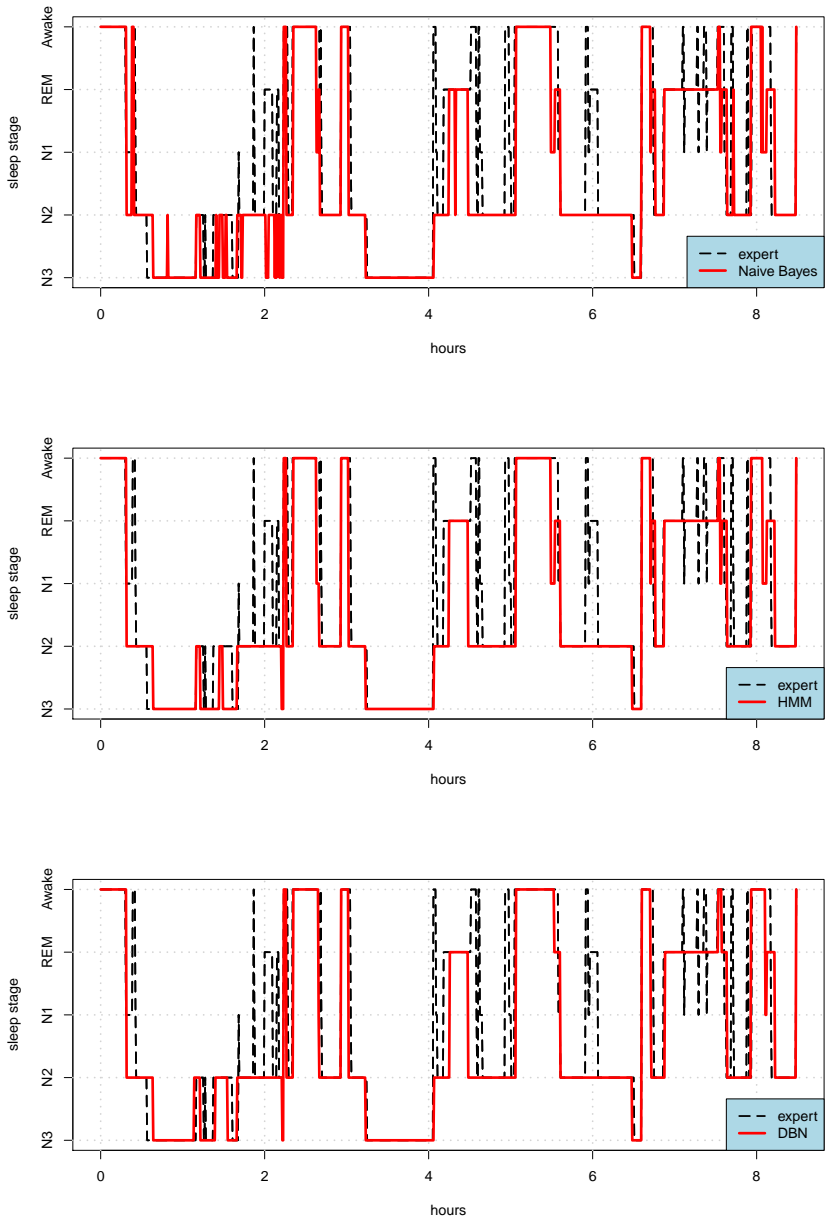 Awake
REM
N1
N2
N3
sleep stage
expert
Naive Bayes
0 2 4 6 8
hours
Awake
REM
N1
N2
N3
sleep stage
expert
HMM
0 2 4 6 8
hours
Awake
REM
N1
N2
N3
sleep stage
expert
DBN
0 2 4 6 8
hours